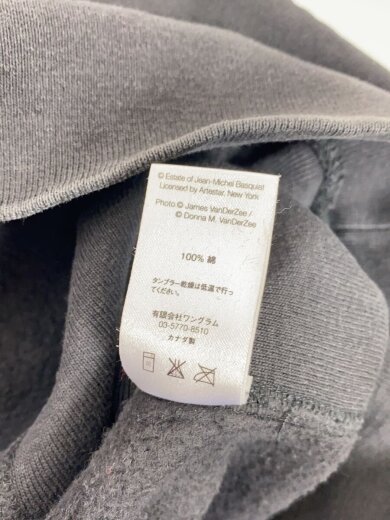 © Estate of Jean-Michel Basquiat
Licensed by Artestar, New York
Photo © James VanDerZee /
© Donna M. VanDerZee
100% 綿
タンブラー乾燥は低温で行っ
てください。
有限会社ワングラム
03-5770-8510
カナダ製